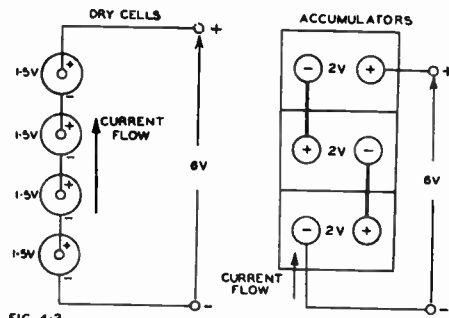 DRY CELLS
+
1·5V
+
-
1·5V
+
-
CURRENT
FLOW
1·5V
+
-
1·5V
+
-
6V
-
ACCUMULATORS
- 2V +
+
+ 2V -
- 2V +
6V
CURRENT
FLOW
-
FIG. 4·2